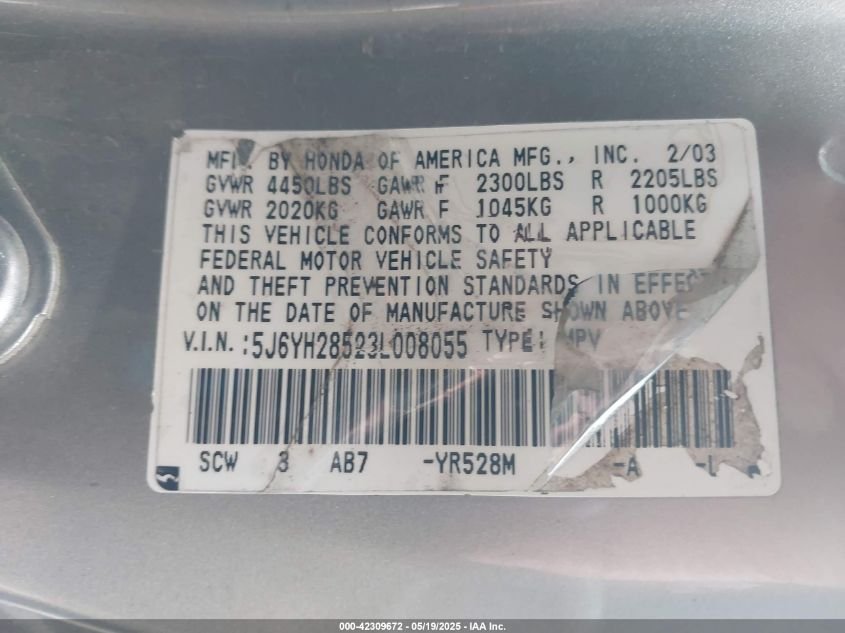 MFD. BY HONDA OF AMERICA MFG., INC. 2/03
GVWR 4450LBS GAWR F 2300LBS R 2205LBS
GVWR 2020KG GAWR F 1045KG R 1000KG
THIS VEHICLE CONFORMS TO ALL APPLICABLE
FEDERAL MOTOR VEHICLE SAFETY
AND THEFT PREVENTION STANDARDS IN EFFECT
ON THE DATE OF MANUFACTURE SHOWN ABOVE
V.I.N.:5J6YH28523L008055 TYPE: MPV
SCW 3 AB7 -YR528M -A
000-42309672 - 05/19/2025 - IAA Inc.